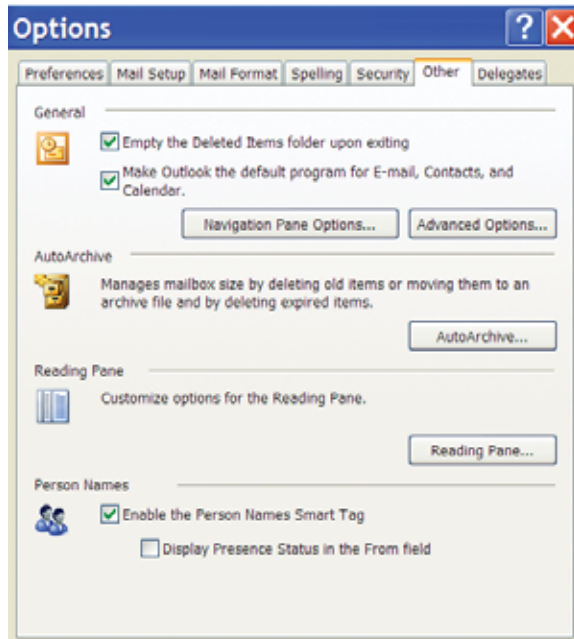 Options
Preferences Mail Setup Mail Format Spelling Security Other Delegates
General
Empty the Deleted Items folder upon exiting
Make Outlook the default program for E-mail, Contacts, and
Calendar.
Navigation Pane Options... Advanced Options...
AutoArchive
Manages mailbox size by deleting old items or moving them to an
archive file and by deleting expired items.
AutoArchive...
Reading Pane
Customize options for the Reading Pane.
Reading Pane...
Person Names
Enable the Person Names Smart Tag
Display Presence Status in the From field